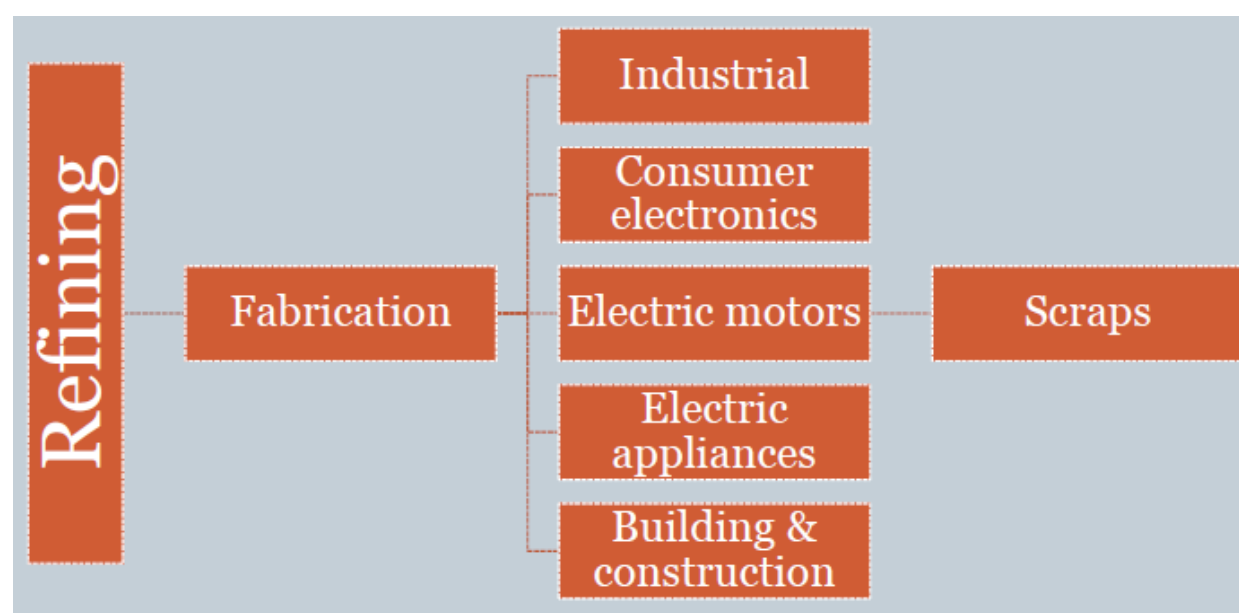 Refining
Fabrication
Industrial
Consumer
electronics
Electric motors
Electric
appliances
Building &
construction
Scraps